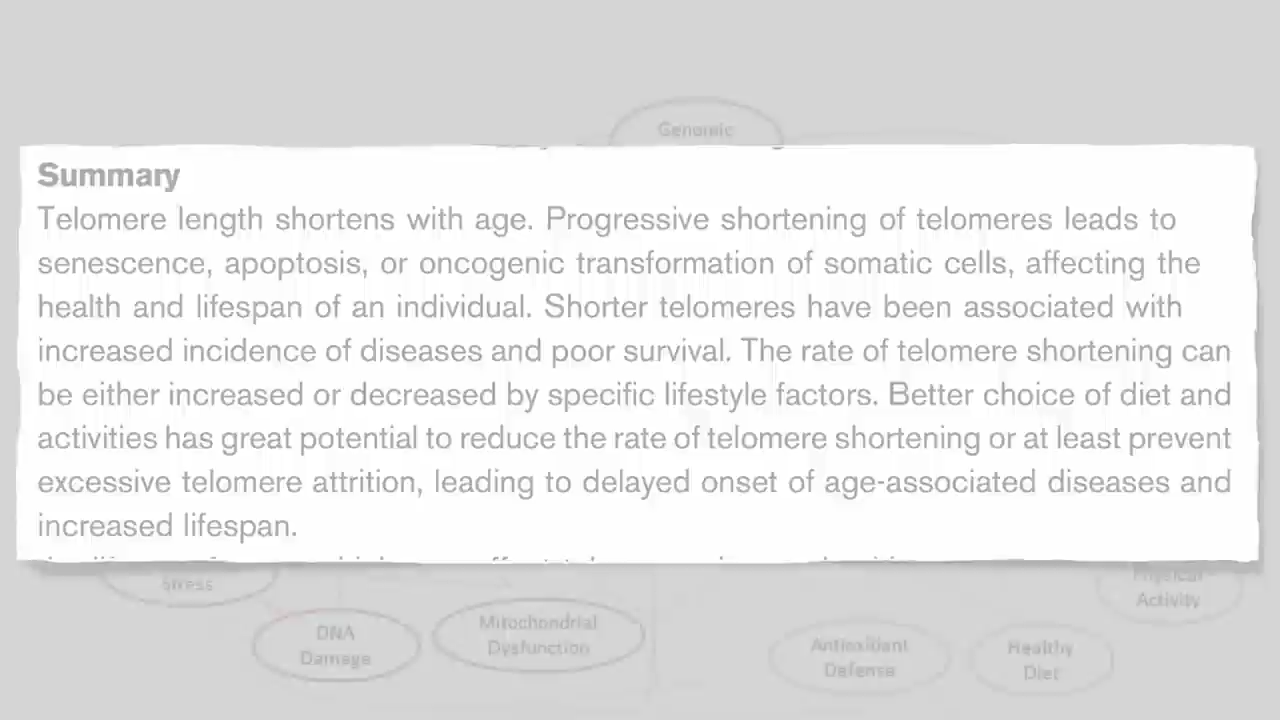 Genomic
Summary
Telomere length shortens with age. Progressive shortening of telomeres leads to
senescence, apoptosis, or oncogenic transformation of somatic cells, affecting the
health and lifespan of an individual. Shorter telomeres have been associated with
increased incidence of diseases and poor survival. The rate of telomere shortening can
be either increased or decreased by specific lifestyle factors. Better choice of diet and
activities has great potential to reduce the rate of telomere shortening or at least prevent
excessive telomere attrition, leading to delayed onset of age-associated diseases and
increased lifespan.
Stress
DNA
Damage
Mitochondrial
Dysfunction
Antioxidant
Defense
Healthy
Diet
Physical
Activity